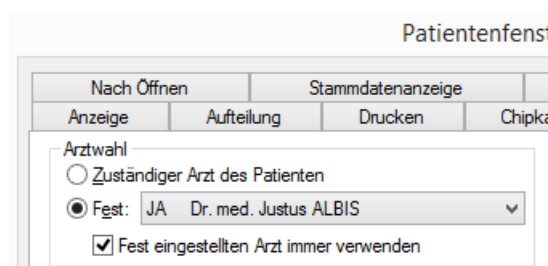 Patientenfenst
Nach Öffnen Stammdatenanzeige
Anzeige Aufteilung Drucken Chipka
Arztwahl
Zuständiger Arzt des Patienten
Fest: JA Dr. med. Justus ALBIS
Fest eingestellten Arzt immer verwenden